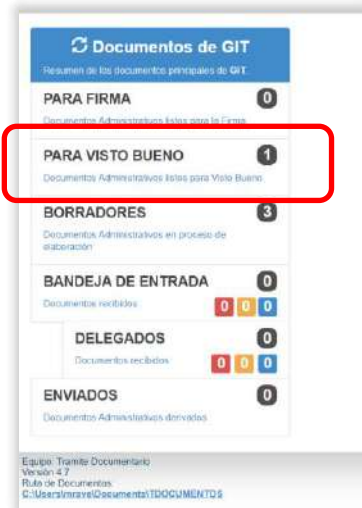 Documentos de GIT
Resumen de los documentos principales de GIT.
PARA FIRMA 0
Documentos Administrativos listos para la Firma
PARA VISTO BUENO 1
Documentos Administrativos listos para Visto Bueno
BORRADORES 3
Documentos Administrativos en proceso de
elaboración
BANDEJA DE ENTRADA 0
Documentos recibidos 0 0 0
DELEGADOS 0
Documentos recibidos 0 0 0
ENVIADOS 0
Documentos Administrativos derivados
Equipo: Tramite Documentario
Versión 4.7
Ruta de Documentos:
C:\Users\mrave\Documents\TDOCUMENTOS